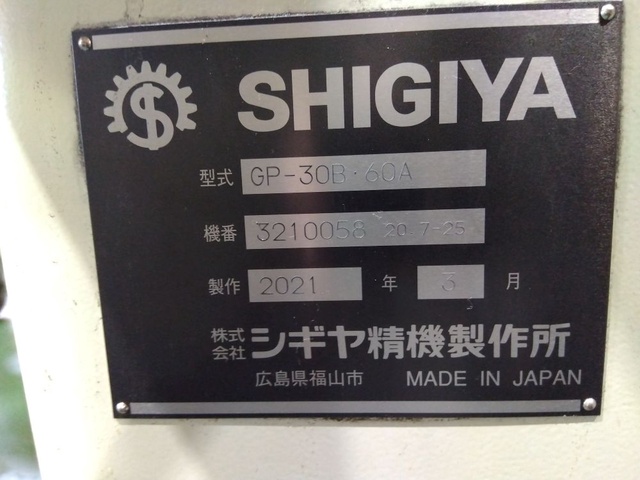 SHIGIYA
型式 GP-30B・60A
機番 3210058 20.7-25
製作 2021 年 3 月
株式会社 シギヤ精機製作所
広島県福山市 MADE IN JAPAN